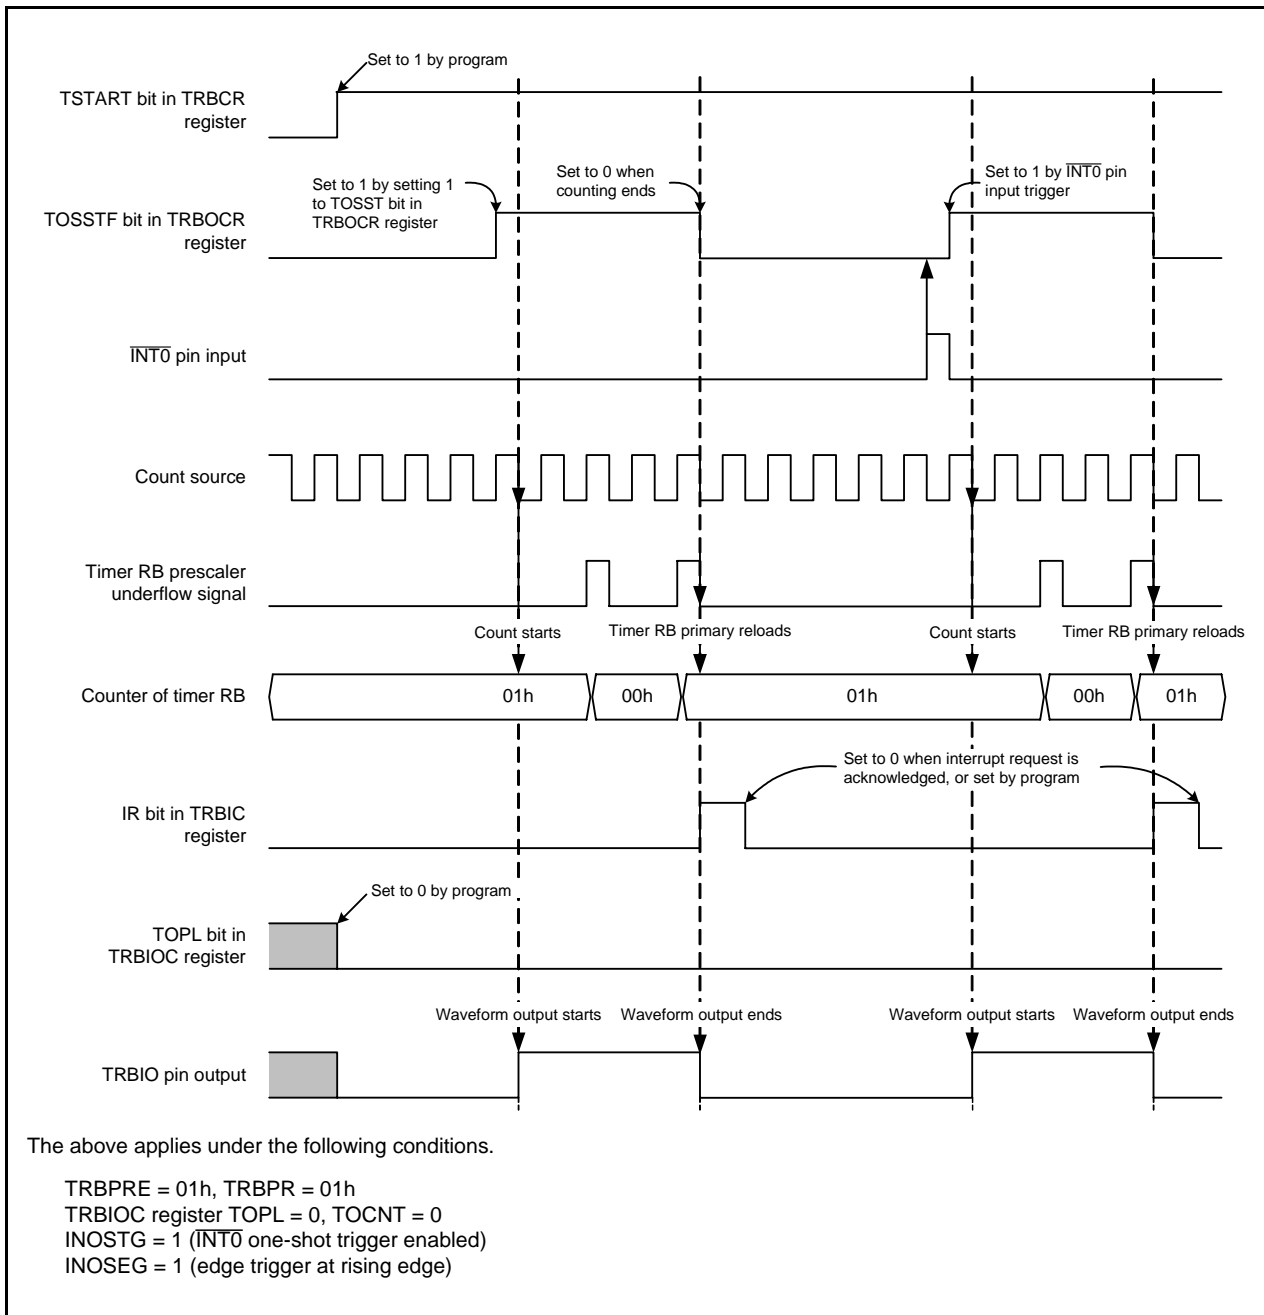 Set to 1 by program
TSTART bit in TRBCR
register
Set to 1 by setting 1
to TOSST bit in
TRBOCR register
Set to 0 when
counting ends
Set to 1 by INT0 pin
input trigger
TOSSTF bit in TRBOCR
register
INT0 pin input
Count source
Timer RB prescaler
underflow signal
Count starts
Timer RB primary reloads
Count starts
Timer RB primary reloads
Counter of timer RB
01h
00h
01h
00h
01h
Set to 0 when interrupt request is
acknowledged, or set by program
IR bit in TRBIC
register
Set to 0 by program
TOPL bit in
TRBIOC register
Waveform output starts
Waveform output ends
Waveform output starts
Waveform output ends
TRBIO pin output
The above applies under the following conditions.
TRBPRE = 01h, TRBPR = 01h
TRBIOC register TOPL = 0, TOCNT = 0
INOSTG = 1 (INT0 one-shot trigger enabled)
INOSEG = 1 (edge trigger at rising edge)